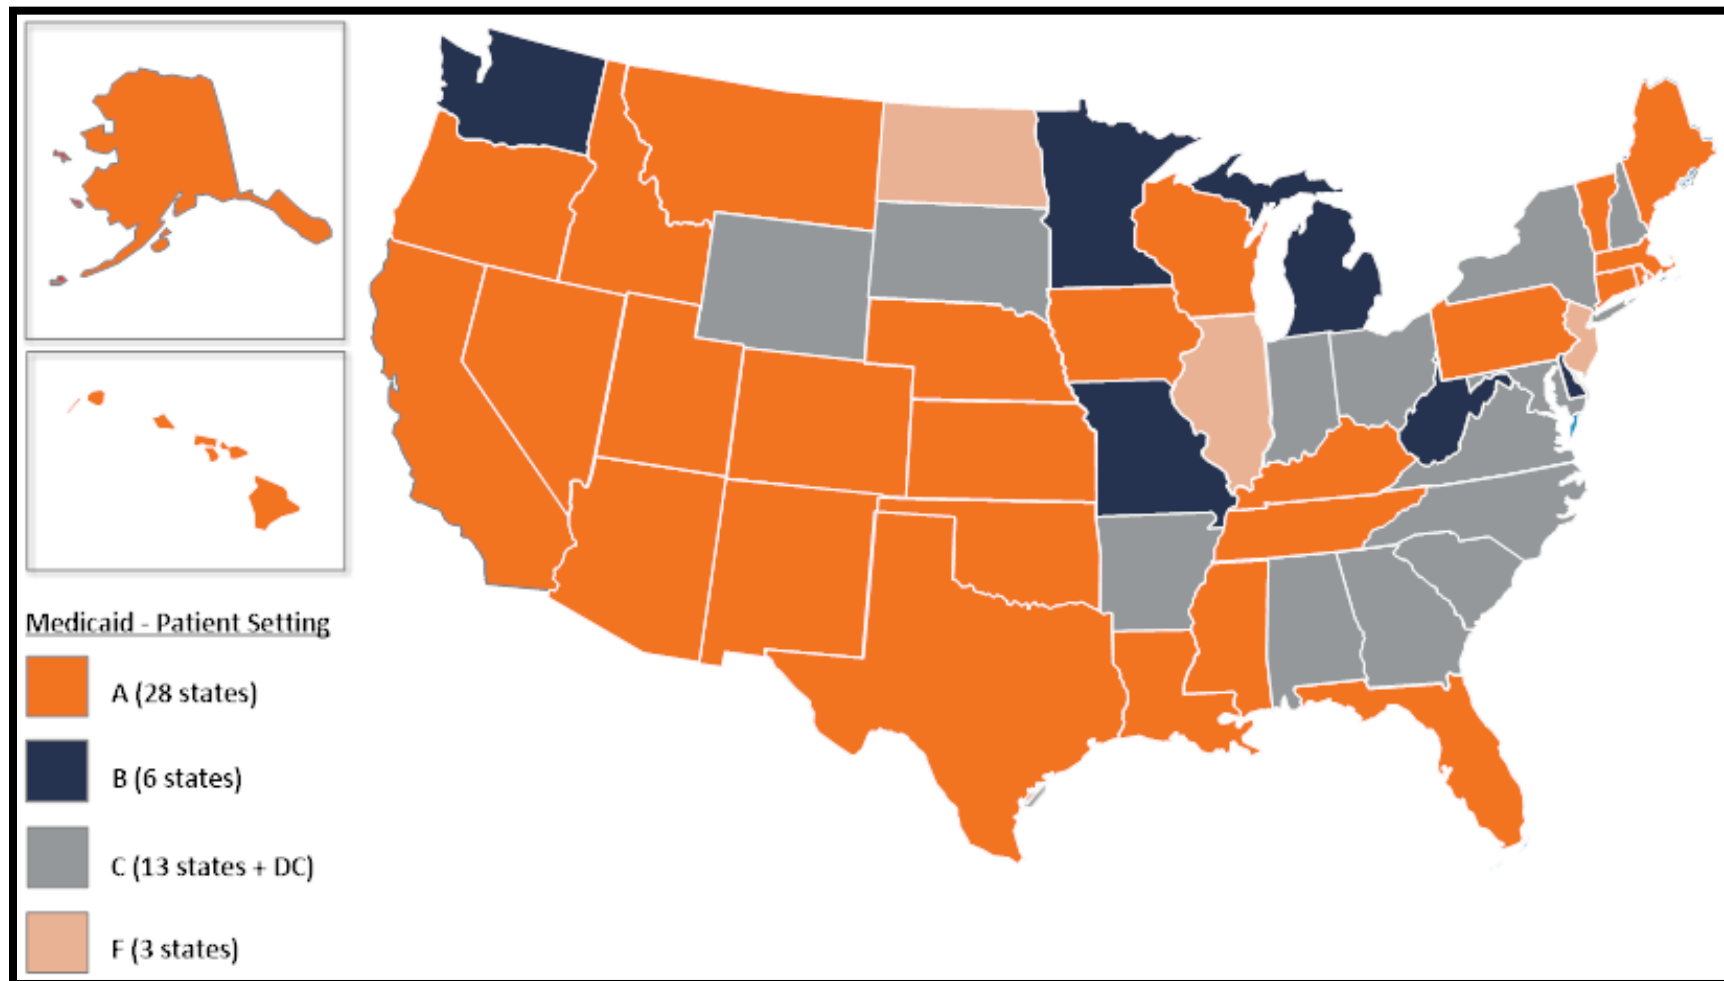 Medicaid - Patient Setting
A (28 states)
B (6 states)
C (13 states + DC)
F (3 states)